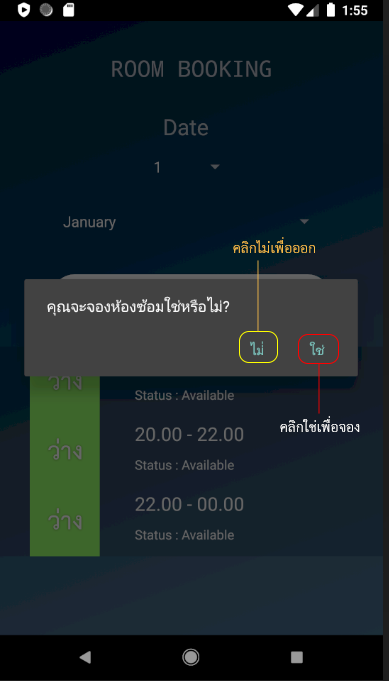 1:55
ROOM BOOKING
Date
1
January
คลิกไม่เพื่อออก
คุณจะจองห้องซ้อมใช่หรือไม่?
ไม่ ใช่
ว่าง
Status : Available
คลิกใช่เพื่อจอง
20.00 - 22.00
ว่าง
Status : Available
22.00 - 00.00
ว่าง
Status : Available